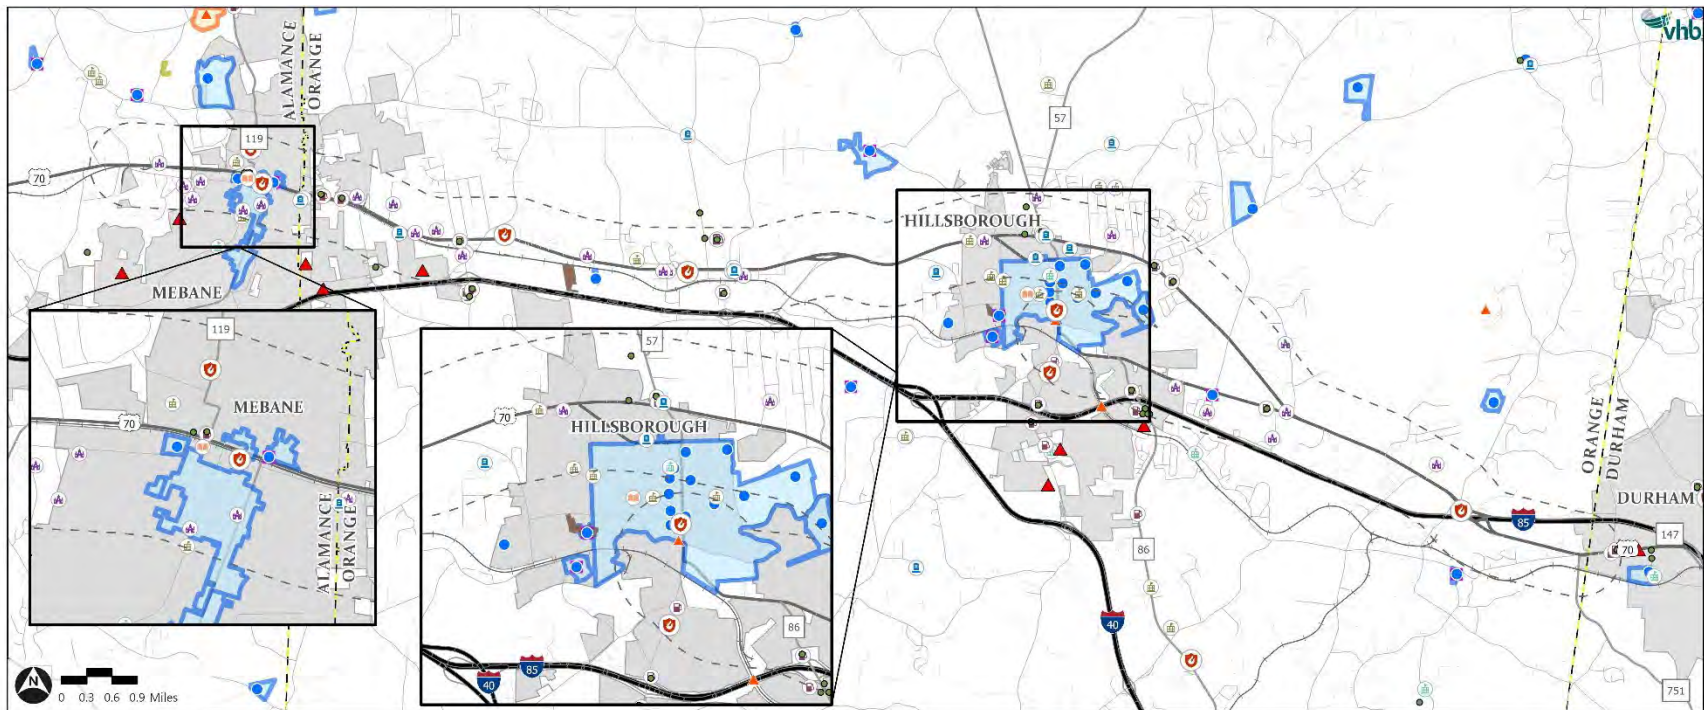 vhb
ALAMANCE
ORANGE
119
57
70
HILLSBOROUGH
MEBANE
119
MEBANE
70
ALAMANCE
ORANGE
57
70
HILLSBOROUGH
86
85
40
ORANGE
DURHAM
DURHAM
85
147
70
86
40
751
N
0 0.3 0.6 0.9 Miles